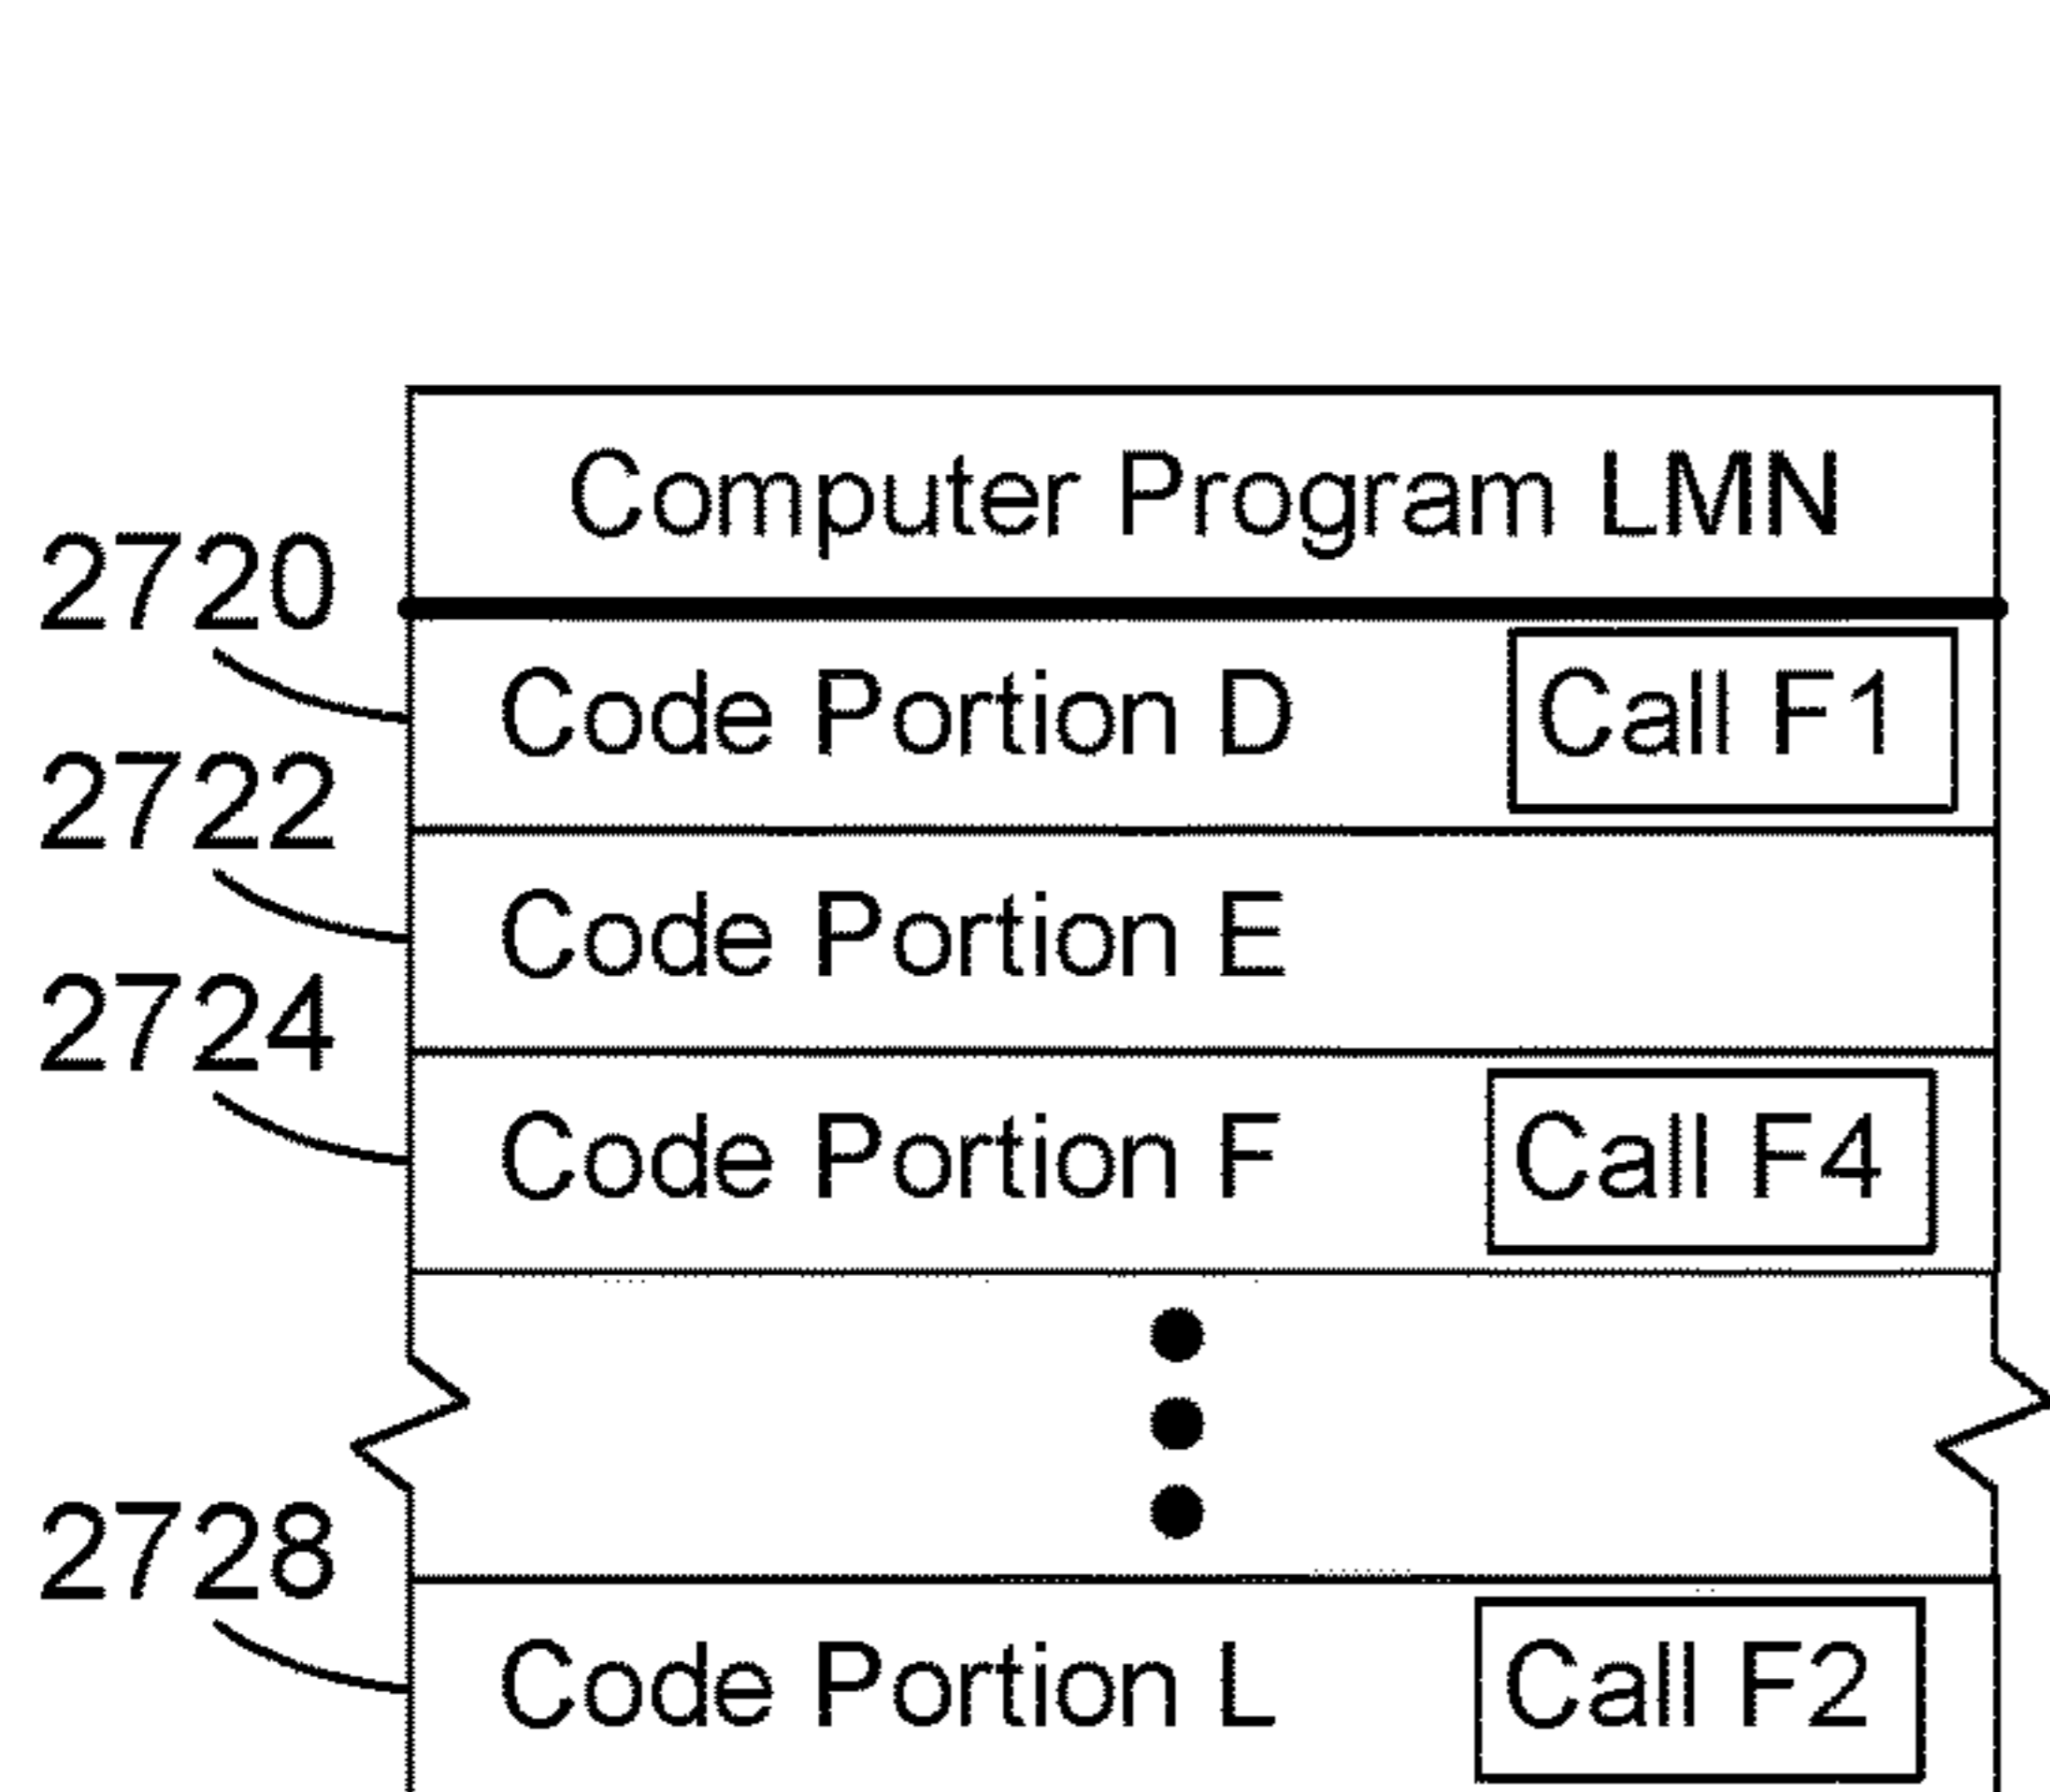 Computer Program LMN
2720
Code Portion D Call F1
2722
Code Portion E
2724
Code Portion F Call F4
2728
Code Portion L Call F2